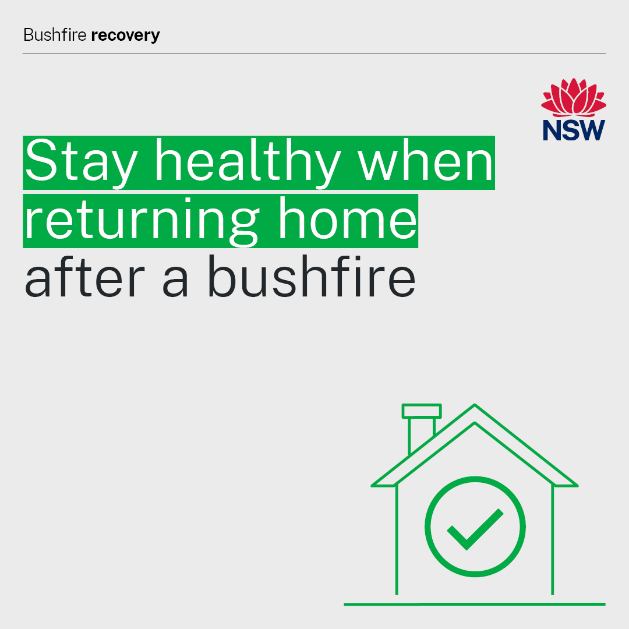 Bushfire recovery
NSW
Stay healthy when
returning home
after a bushfire